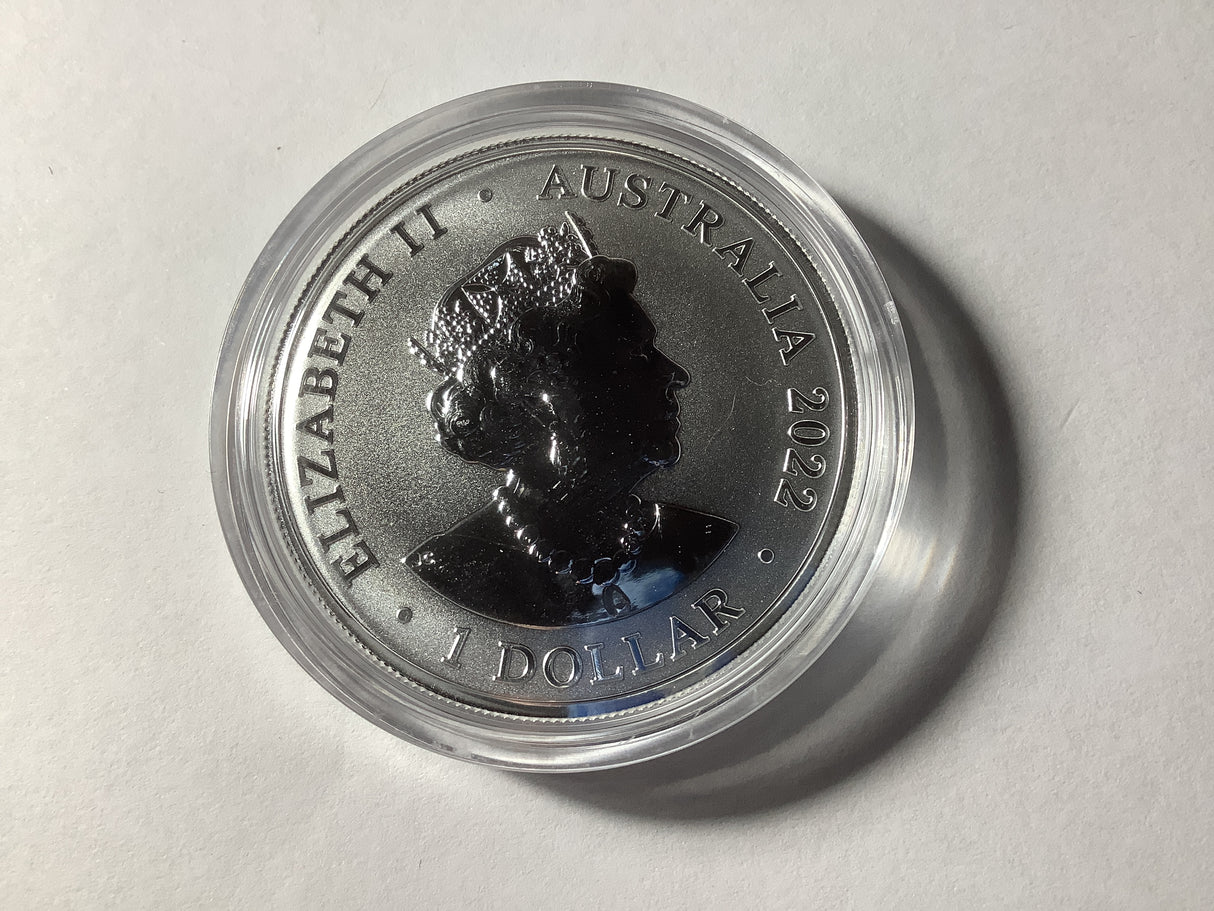 ELIZABETH II • AUSTRALIA 2022 •
1 DOLLAR •